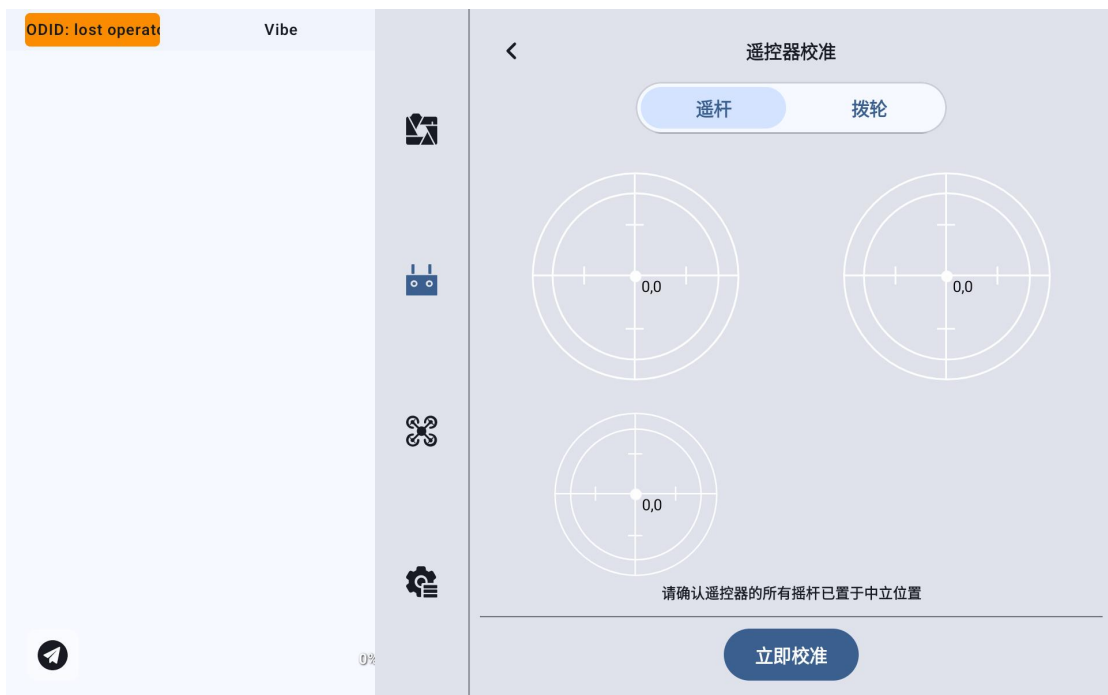 ODID: lost operato
Vibe
遥控器校准
遥杆
拨轮
0,0
0,0
0,0
请确认遥控器的所有摇杆已置于中立位置
0%
立即校准